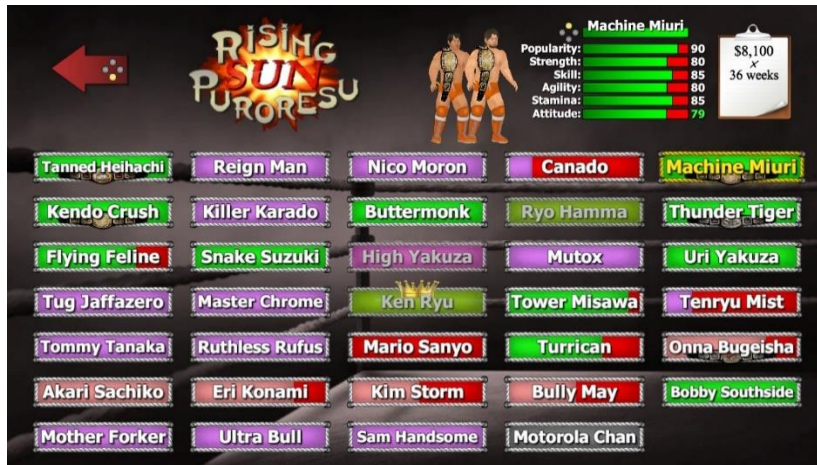 RISING
SUN
PURORESU
Machine Miuri
Popularity: 90
Strength: 80
Skill: 85
Agility: 80
Stamina: 85
Attitude: 79
$8,100
x
36 weeks
Tanned Heihachi
Reign Man
Nico Moron
Canado
Machine Miuri
Kendo Crush
Killer Karado
Buttermonk
Ryo Hamma
Thunder Tiger
Flying Feline
Snake Suzuki
High Yakuza
Mutox
Uri Yakuza
Tug Jaffazero
Master Chrome
Ken Ryu
Tower Misawa
Tenryu Mist
Tommy Tanaka
Ruthless Rufus
Mario Sanyo
Turrican
Onna Bugeisha
Akari Sachiko
Eri Konami
Kim Storm
Bully May
Bobby Southside
Mother Forker
Ultra Bull
Sam Handsome
Motorola Chan